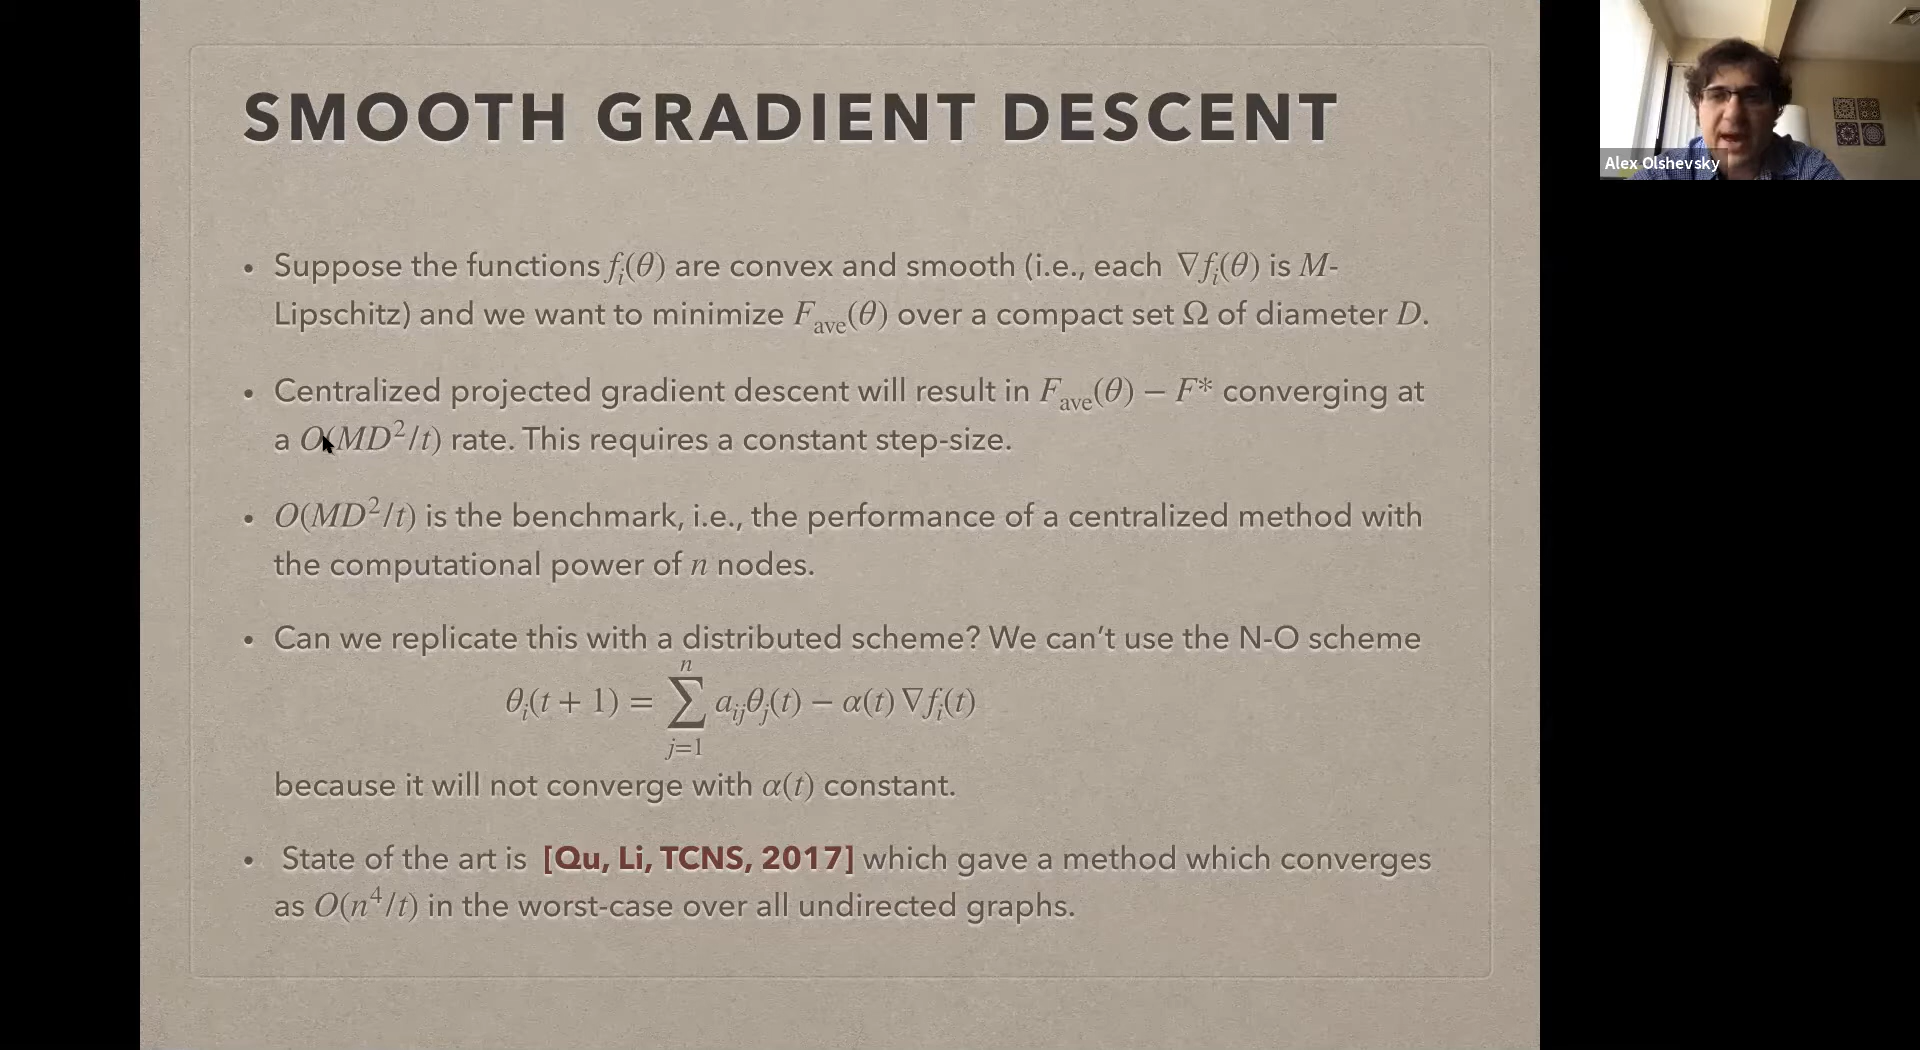 SMOOTH GRADIENT DESCENT
Alex Olshevsky
• Suppose the functions f_i(θ) are convex and smooth (i.e., each ∇f_i(θ) is M-
Lipschitz) and we want to minimize F_ave(θ) over a compact set Ω of diameter D.
• Centralized projected gradient descent will result in F_ave(θ) − F* converging at
a O(MD²/t) rate. This requires a constant step-size.
• O(MD²/t) is the benchmark, i.e., the performance of a centralized method with
the computational power of n nodes.
• Can we replicate this with a distributed scheme? We can't use the N-O scheme
θ_i(t + 1) = ∑_{j=1}^{n} a_{ij}θ_j(t) − α(t) ∇f_i(t)
because it will not converge with α(t) constant.
• State of the art is [Qu, Li, TCNS, 2017] which gave a method which converges
as O(n⁴/t) in the worst-case over all undirected graphs.